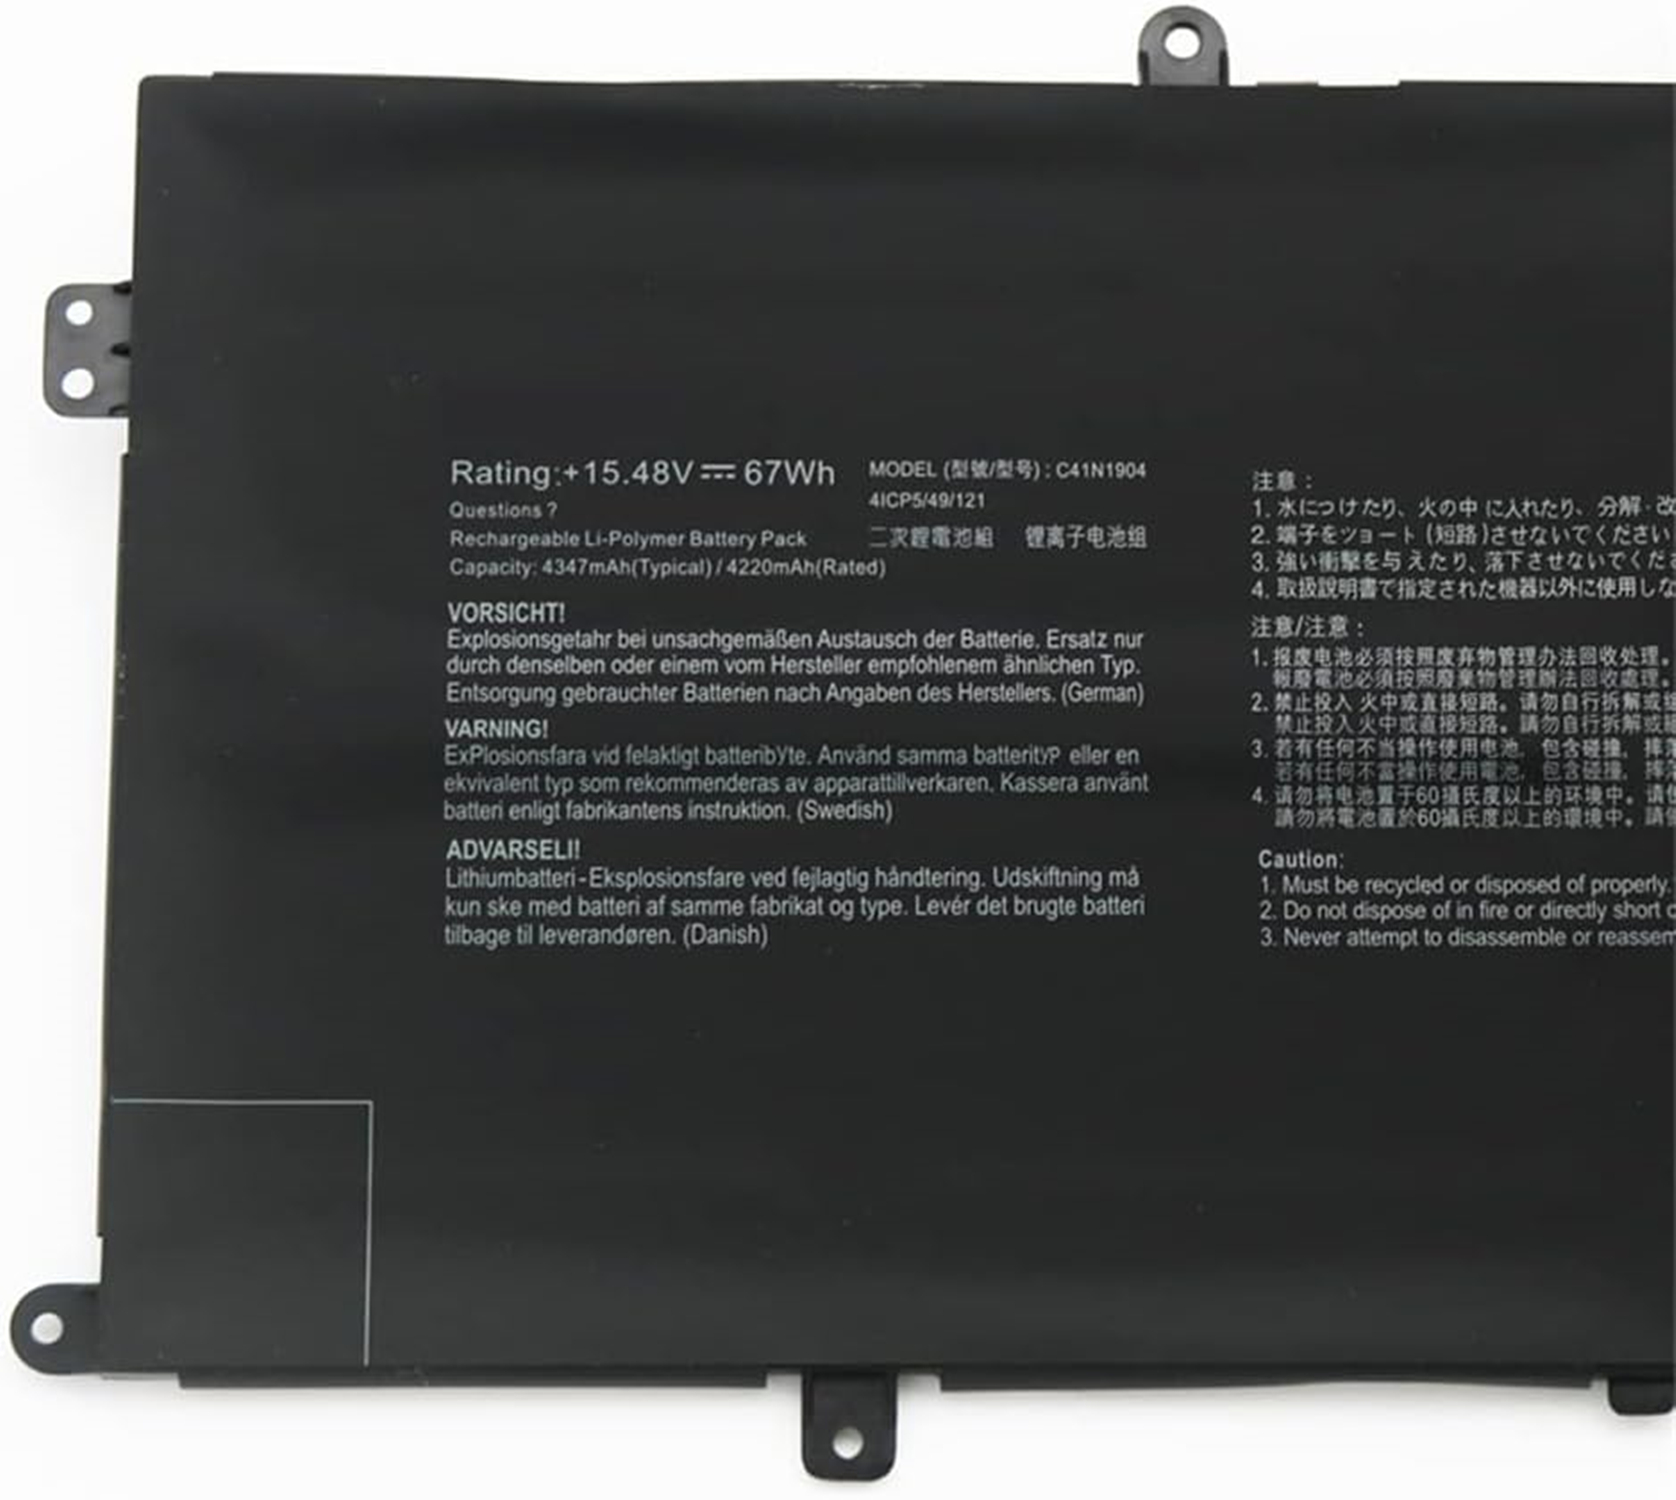 Rating:+15.48V⎓67Wh
MODEL (型號/型号) : C41N1904
4ICP5/49/121
Questions ?
Rechargeable Li-Polymer Battery Pack
二次鋰電池組 锂离子电池组
Capacity: 4347mAh(Typical) / 4220mAh(Rated)
VORSICHT!
Explosionsgetahr bei unsachgemäßen Austausch der Batterie. Ersatz nur
durch denselben oder einem vom Hersteller empfohlenem ähnlichen Typ.
Entsorgung gebrauchter Batterien nach Angaben des Herstellers. (German)
VARNING!
ExPlosionsfara vid felaktigt batteribYte. Använd samma batteritYP eller en
ekvivalent typ som rekommenderas av apparattillverkaren. Kassera använt
batteri enligt fabrikantens instruktion. (Swedish)
ADVARSELI!
Lithiumbatteri-Eksplosionsfare ved fejlagtig håndtering. Udskiftning må
kun ske med batteri af samme fabrikat og type. Levér det brugte batteri
tilbage til leverandøren. (Danish)
注意 :
1. 水につけたり、火の中 に入れたり、分解 · 改
2. 端子をツョート (短路)させないてください
3. 強い衝擊を与 えたり、落下させないでくださ
4. 取扱説明書で指定された機器以外に使用しな
注意/注意 :
1. 报废电池必須按照废弃物管理办法回收处理。
報廢電池必須按照廢棄物管理辦法回收處理。
2. 禁止投入 火中或直接短路。请勿自行拆解或
禁止投入火中或直接短路。請勿自行拆解或
3. 若有任何不当操作使用电池, 包含碰撞,
若有任何不當操作使用電池, 包含碰撞,
4. 请勿将电池置于60攝氏度以上的环境中。请
請勿將電池置於60攝氏度以上的環境中。請
Caution:
1. Must be recycled or disposed of properly.
2. Do not dispose of in fire or directly short c
3. Never attempt to disassemble or reassem